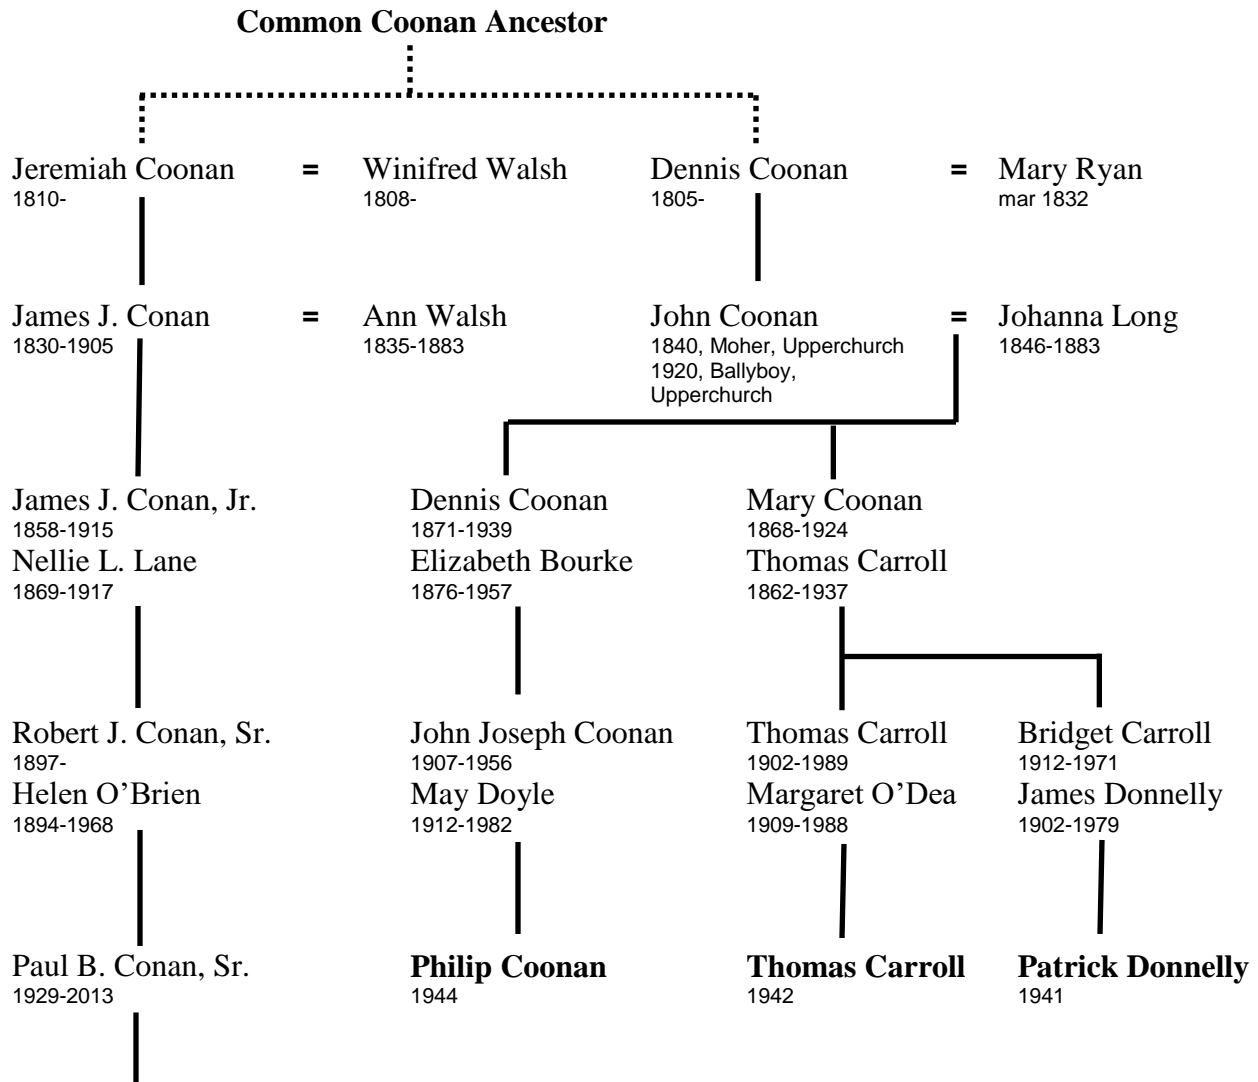 Common Coonan Ancestor
Jeremiah Coonan = Winifred Walsh Dennis Coonan = Mary Ryan
1810- 1808- 1805- mar 1832
James J. Conan = Ann Walsh John Coonan = Johanna Long
1830-1905 1835-1883 1840, Moher, Upperchurch 1846-1883
1920, Ballyboy,
Upperchurch
James J. Conan, Jr. Dennis Coonan Mary Coonan
1858-1915 1871-1939 1868-1924
Nellie L. Lane Elizabeth Bourke Thomas Carroll
1869-1917 1876-1957 1862-1937
Robert J. Conan, Sr. John Joseph Coonan Thomas Carroll Bridget Carroll
1897- 1907-1956 1902-1989 1912-1971
Helen O’Brien May Doyle Margaret O’Dea James Donnelly
1894-1968 1912-1982 1909-1988 1902-1979
Paul B. Conan, Sr. Philip Coonan Thomas Carroll Patrick Donnelly
1929-2013 1944 1942 1941